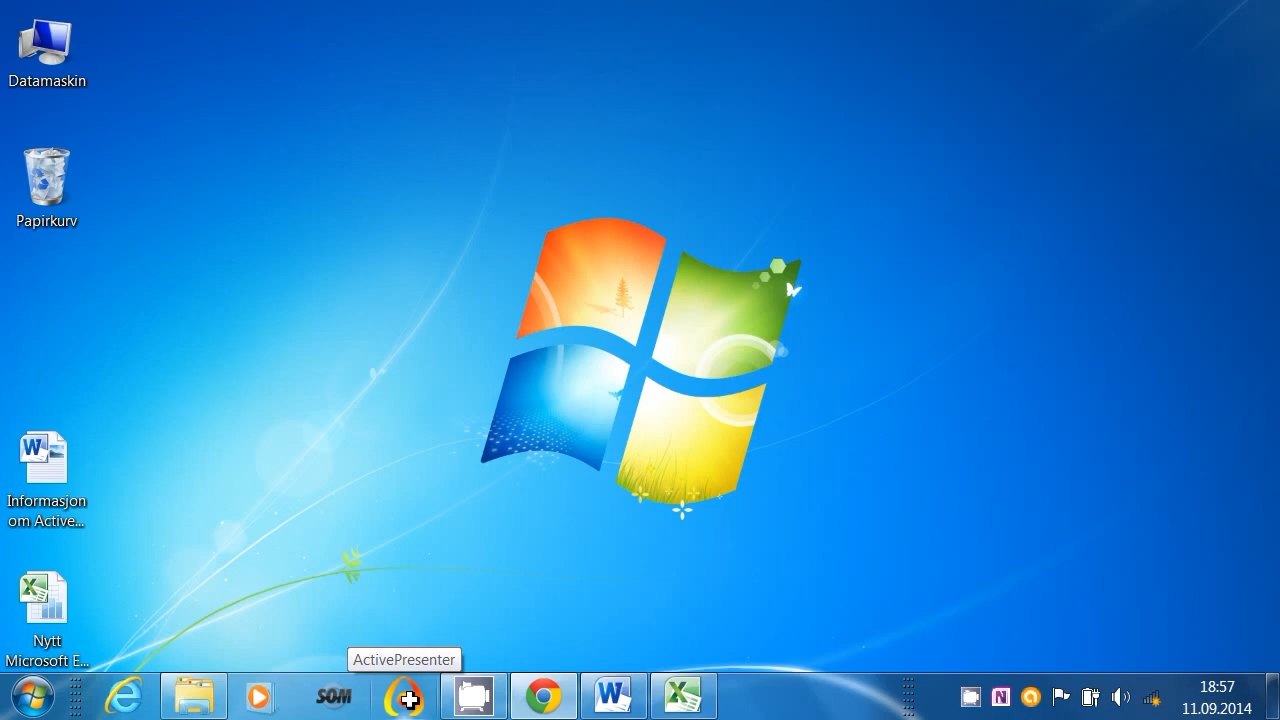 Datamaskin
Papirkurv
Informasjon
om Active...
Nytt
Microsoft E...
ActivePresenter
SOM
18:57
11.09.2014